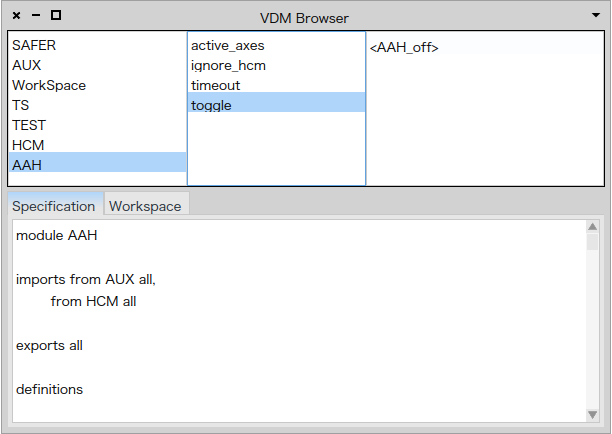 VDM Browser
SAFER
AUX
WorkSpace
TS
TEST
HCM
AAH
active_axes
ignore_hcm
timeout
toggle
<AAH_off>
Specification
Workspace
module AAH
imports from AUX all,
from HCM all
exports all
definitions